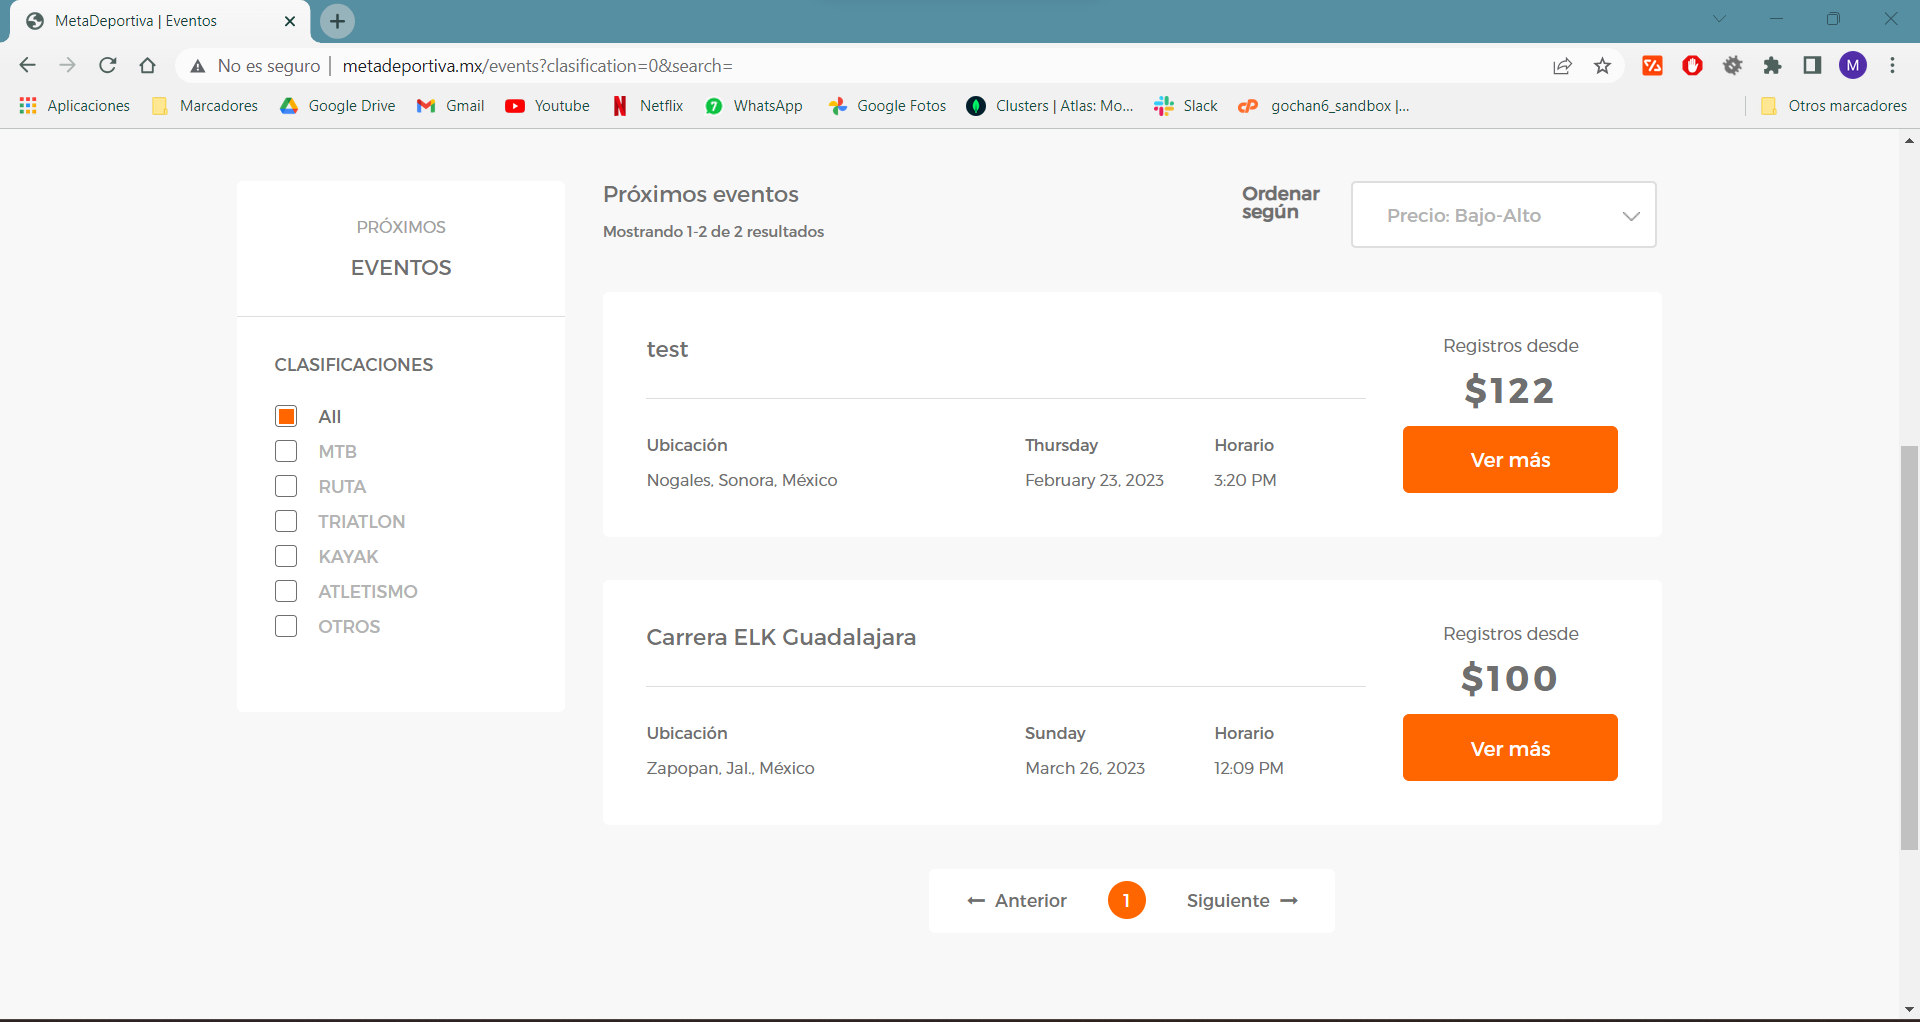 MetaDeportiva | Eventos
No es seguro | metadeportiva.mx/events?clasification=0&search=
M
Aplicaciones Marcadores Google Drive Gmail Youtube Netflix WhatsApp Google Fotos Clusters | Atlas: Mo... Slack gochan6_sandbox |... Otros marcadores
PRÓXIMOS
EVENTOS
CLASIFICACIONES
All
MTB
RUTA
TRIATLON
KAYAK
ATLETISMO
OTROS
Próximos eventos
Mostrando 1-2 de 2 resultados
Ordenar
según
Precio: Bajo-Alto
test
Registros desde
$122
Ver más
Ubicación Thursday Horario
Nogales, Sonora, México February 23, 2023 3:20 PM
Carrera ELK Guadalajara
Registros desde
$100
Ver más
Ubicación Sunday Horario
Zapopan, Jal., México March 26, 2023 12:09 PM
Anterior 1 Siguiente